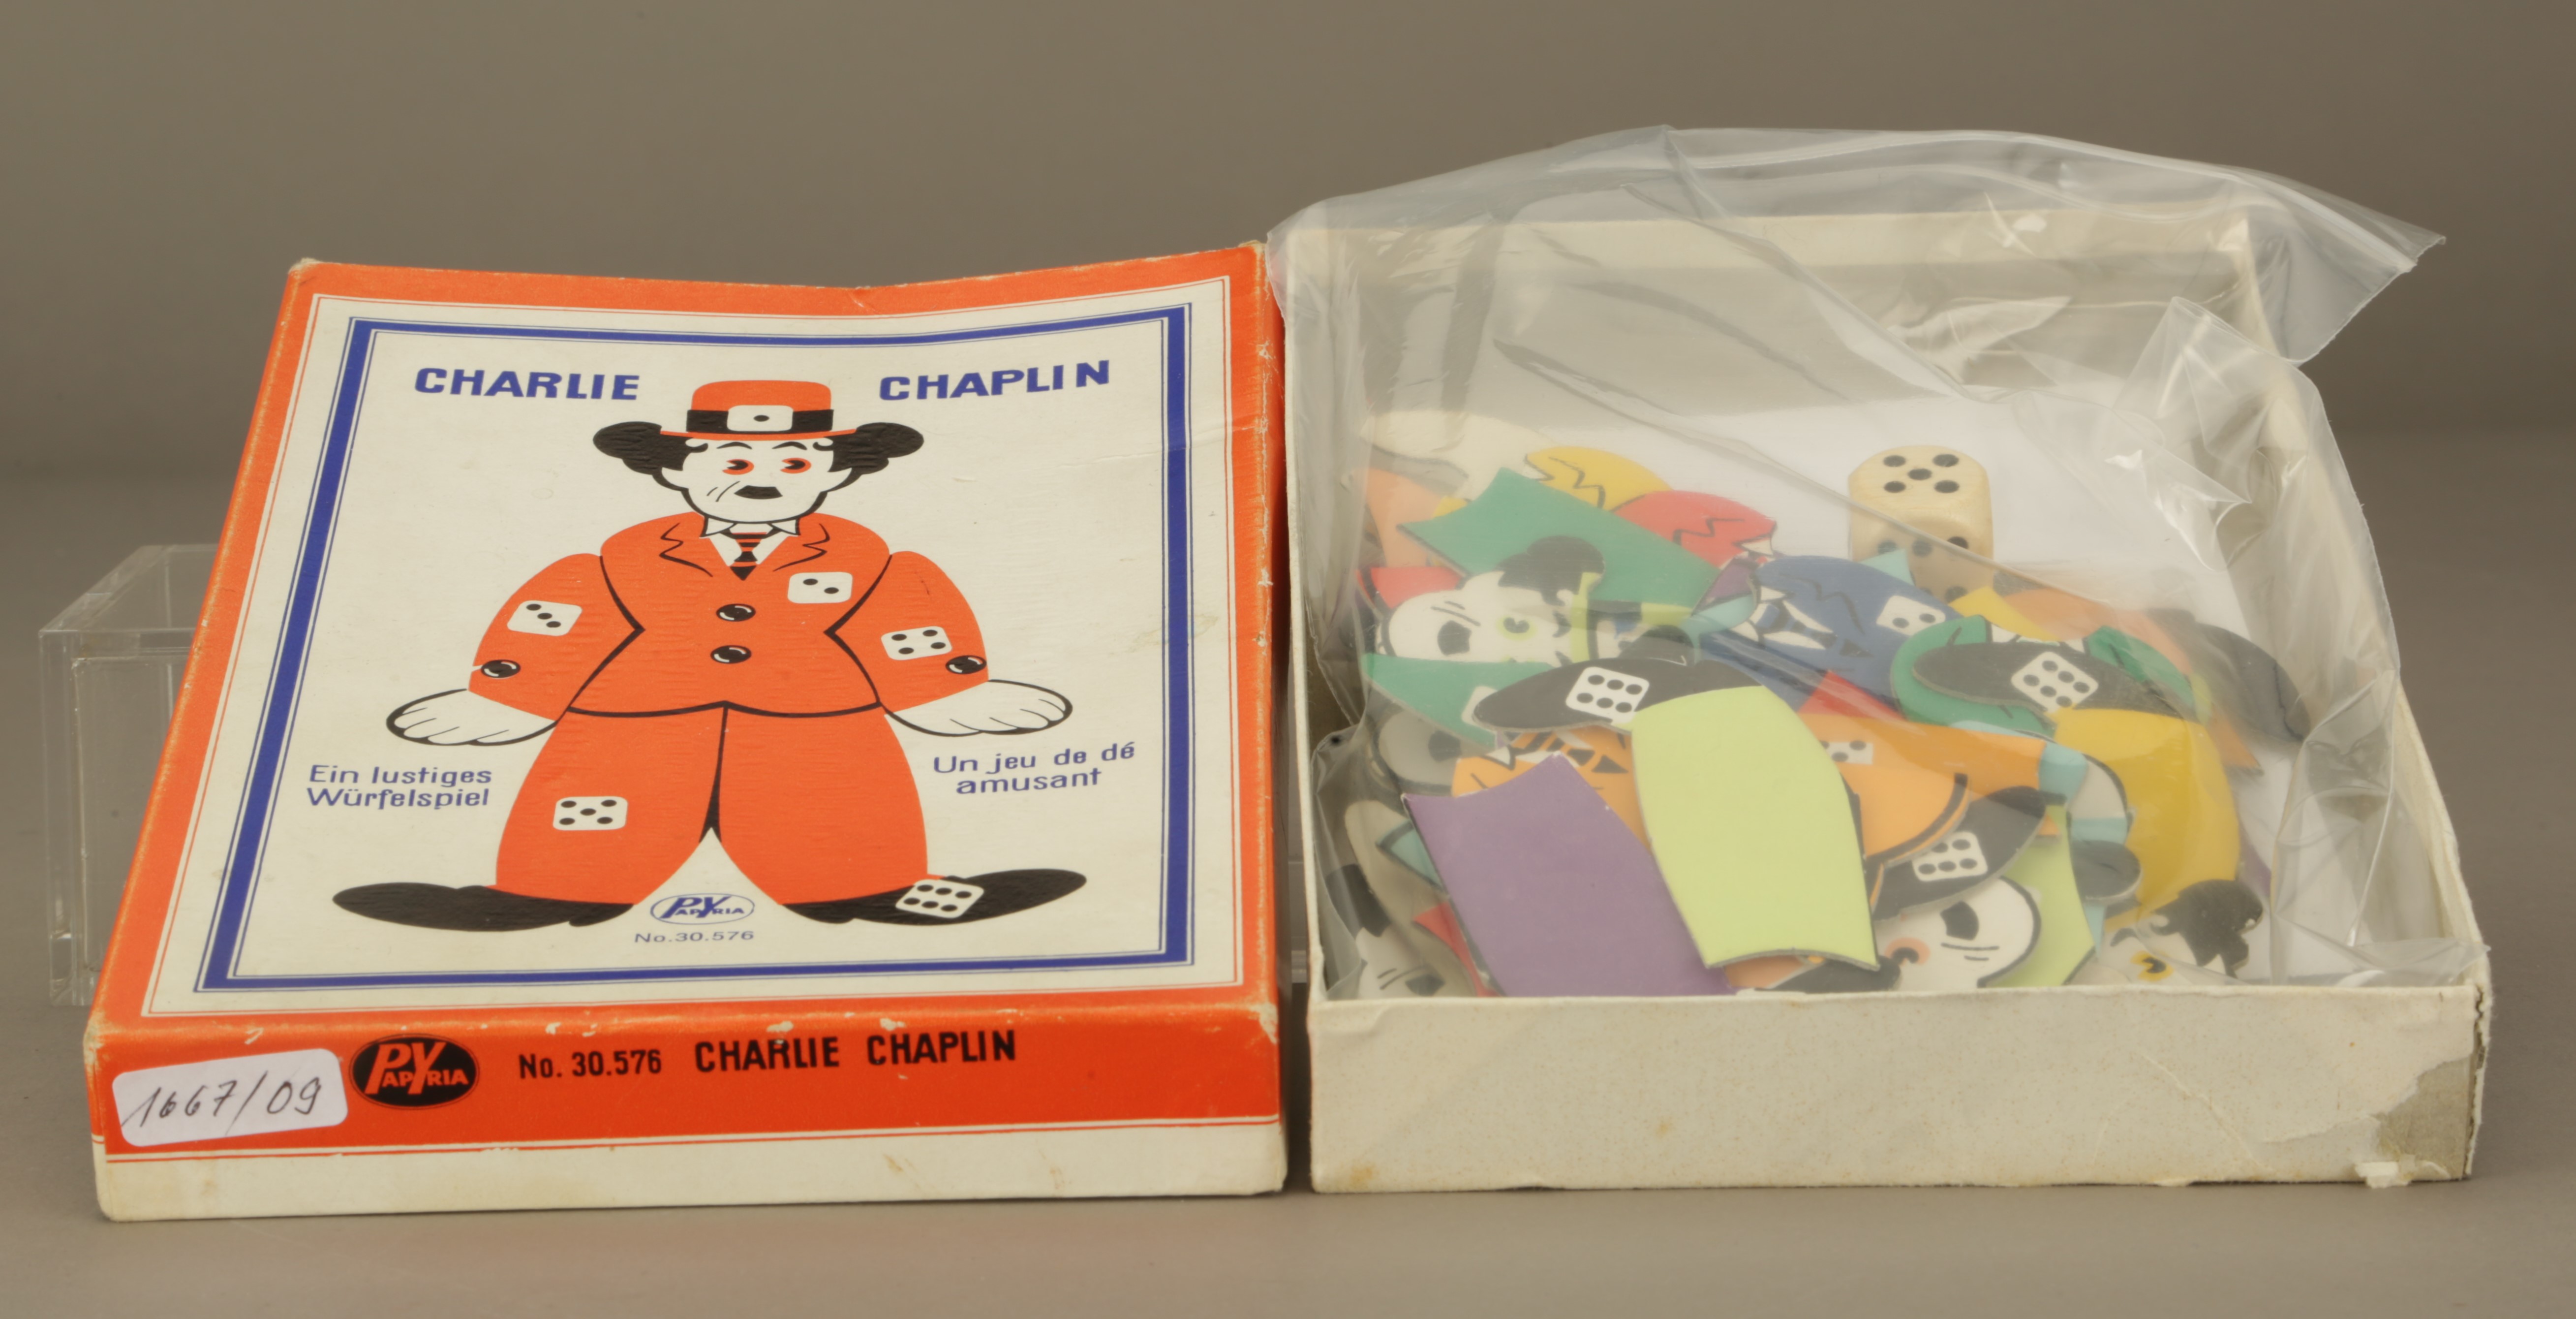 CHARLIE CHAPLIN
Ein lustiges
Würfelspiel
Un jeu de dé
amusant
PAPYRIA
No.30.576
1667/09
PAPYRIA No. 30.576 CHARLIE CHAPLIN